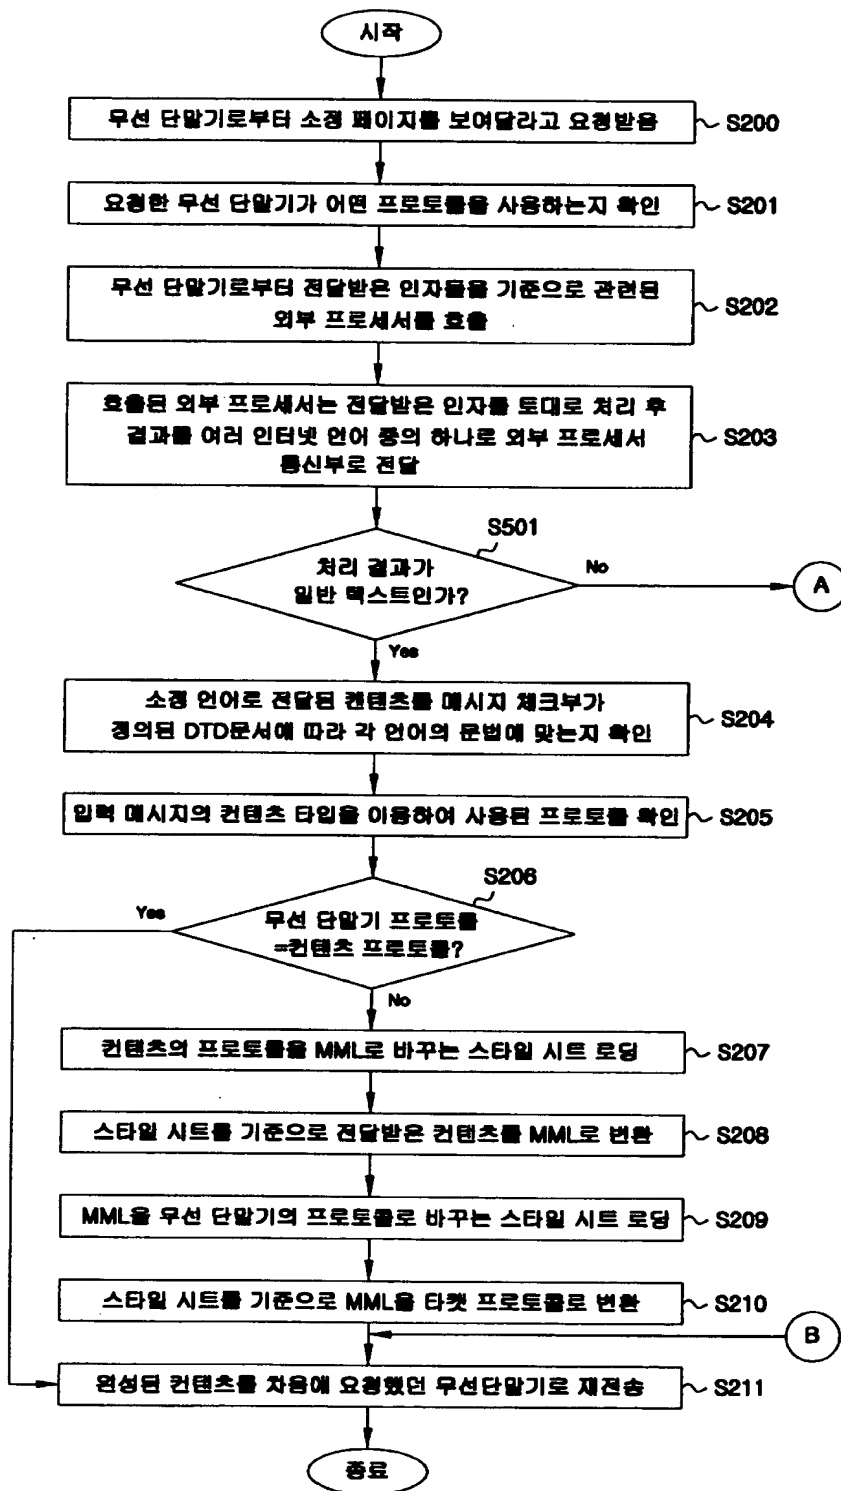 시작
무선 단말기로부터 소정 페이지를 보여달라고 요청받음
S200
요청한 무선 단말기가 어떤 프로토콜을 사용하는지 확인
S201
무선 단말기로부터 전달받은 인자들을 기준으로 관련된
외부 프로세서를 호출
S202
호출된 외부 프로세서는 전달받은 인자를 토대로 처리 후
결과를 여러 인터넷 언어 중의 하나로 외부 프로세서
통신부로 전달
S203
S501
처리 결과가
일반 텍스트인가?
No
A
Yes
소정 언어로 전달된 컨텐츠를 메시지 체크부가
정의된 DTD문서에 따라 각 언어의 문법에 맞는지 확인
S204
입력 메시지의 컨텐츠 타입을 이용하여 사용된 프로토콜 확인
S205
S206
Yes
무선 단말기 프로토콜
=컨텐츠 프로토콜?
No
컨텐츠의 프로토콜을 MML로 바꾸는 스타일 시트 로딩
S207
스타일 시트를 기준으로 전달받은 컨텐츠를 MML로 변환
S208
MML을 무선 단말기의 프로토콜로 바꾸는 스타일 시트 로딩
S209
스타일 시트를 기준으로 MML을 타캣 프로토콜로 변환
S210
B
완성된 컨텐츠를 처음에 요청했던 무선단말기로 재전송
S211
종료